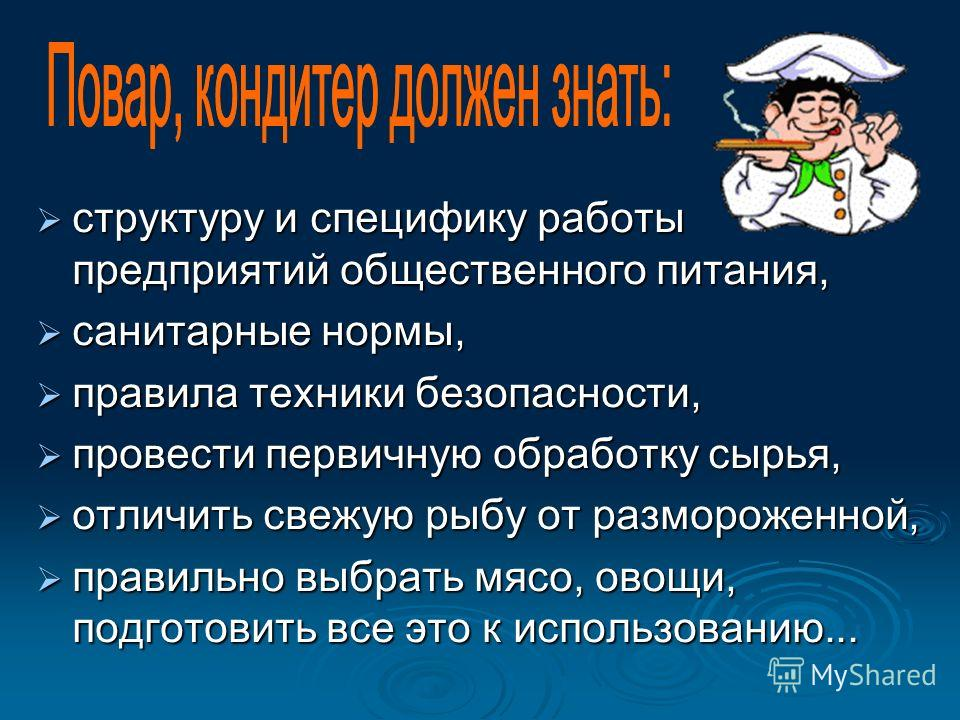 Повар, кондитер должен знать:
структуру и специфику работы
предприятий общественного питания,
санитарные нормы,
правила техники безопасности,
провести первичную обработку сырья,
отличить свежую рыбу от размороженной,
правильно выбрать мясо, овощи,
подготовить все это к использованию...
MyShared